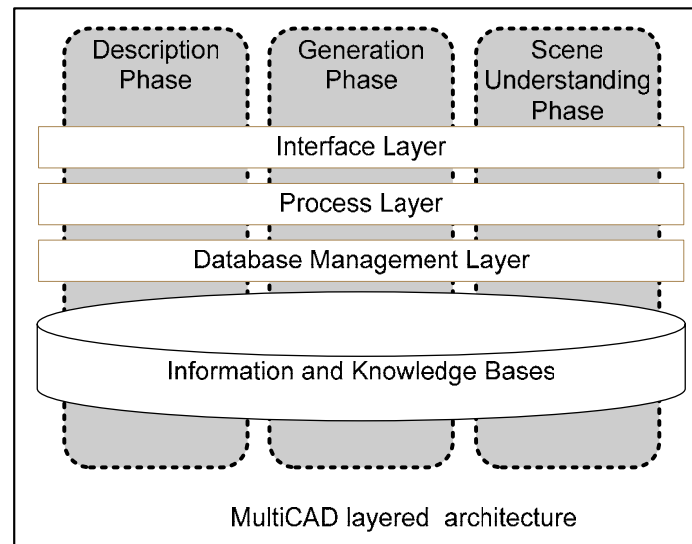 Description
Phase
Generation
Phase
Scene
Understanding
Phase
Interface Layer
Process Layer
Database Management Layer
Information and Knowledge Bases
MultiCAD layered architecture